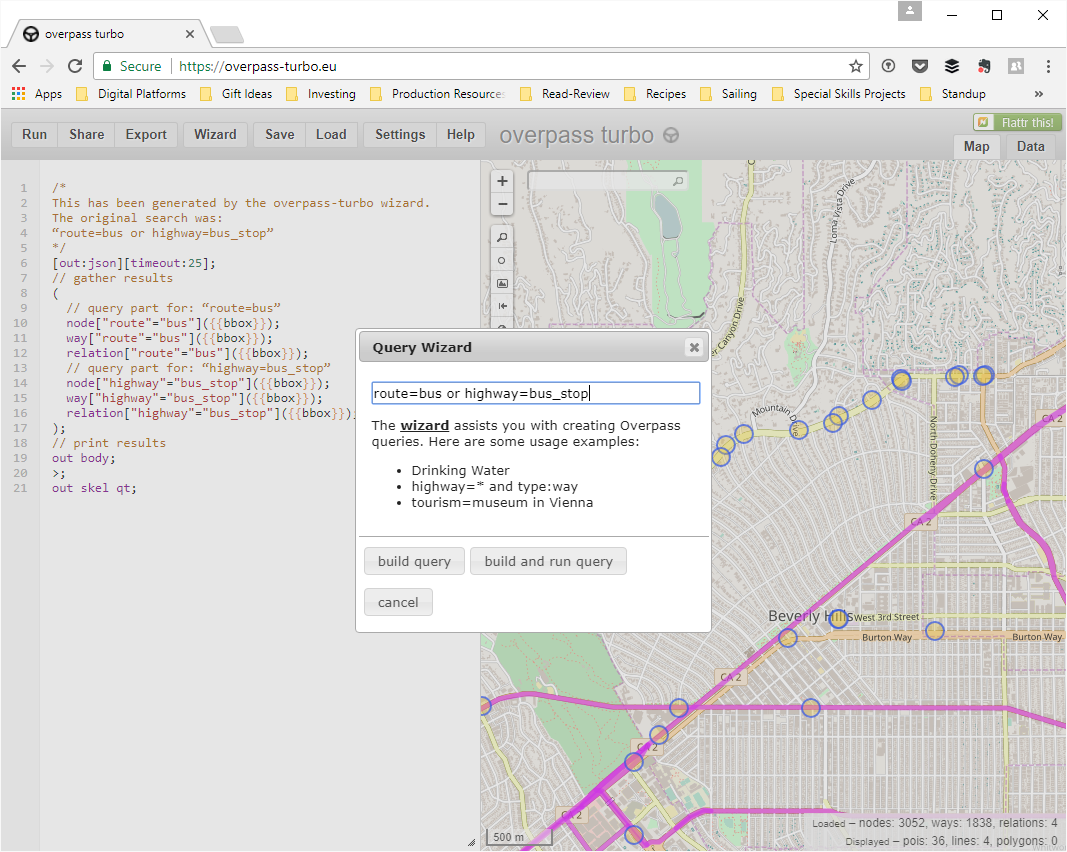 overpass turbo
Secure https://overpass-turbo.eu
Apps Digital Platforms Gift Ideas Investing Production Resources Read-Review Recipes Sailing Special Skills Projects Standup »
Run Share Export Wizard Save Load Settings Help overpass turbo
Flattr this!
Map Data
1 /*
2 This has been generated by the overpass-turbo wizard.
3 The original search was:
4 “route=bus or highway=bus_stop”
5 */
6 [out:json][timeout:25];
7 // gather results
8 (
9 // query part for: “route=bus”
10 node["route"="bus"]({{bbox}});
11 way["route"="bus"]({{bbox}});
12 relation["route"="bus"]({{bbox}});
13 // query part for: “highway=bus_stop”
14 node["highway"="bus_stop"]({{bbox}});
15 way["highway"="bus_stop"]({{bbox}});
16 relation["highway"="bus_stop"]({{bbox}});
17 );
18 // print results
19 out body;
20 >;
21 out skel qt;
+
−
Query Wizard
route=bus or highway=bus_stop
The wizard assists you with creating Overpass
queries. Here are some usage examples:
• Drinking Water
• highway=* and type:way
• tourism=museum in Vienna
build query build and run query
cancel
Loma Vista Drive
er Canyon Drive
Mountain Drive
North Doheny Drive
CA 2
CA 2
Beverly Hills
West 3rd Street
Burton Way Burton Way
CA 2
CA 2
CA 2
500 m
Loaded – nodes: 3052, ways: 1838, relations: 4
Displayed – pois: 36, lines: 4, polygons: 0